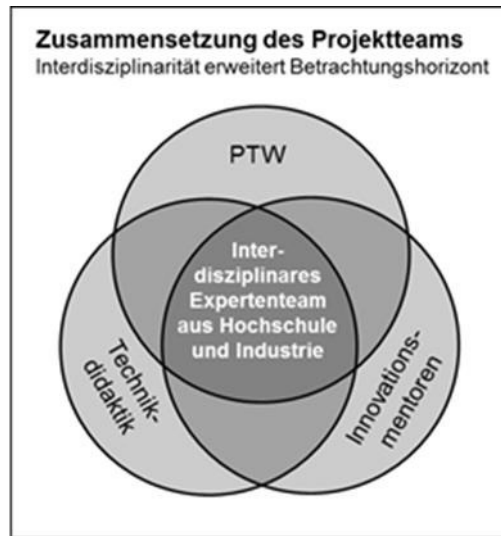 Zusammensetzung des Projektteams
Interdisziplinarität erweitert Betrachtungshorizont
PTW
Inter-
disziplinares
Expertenteam
aus Hochschule
und Industrie
Technik-
didaktik
Innovations-
mentoren